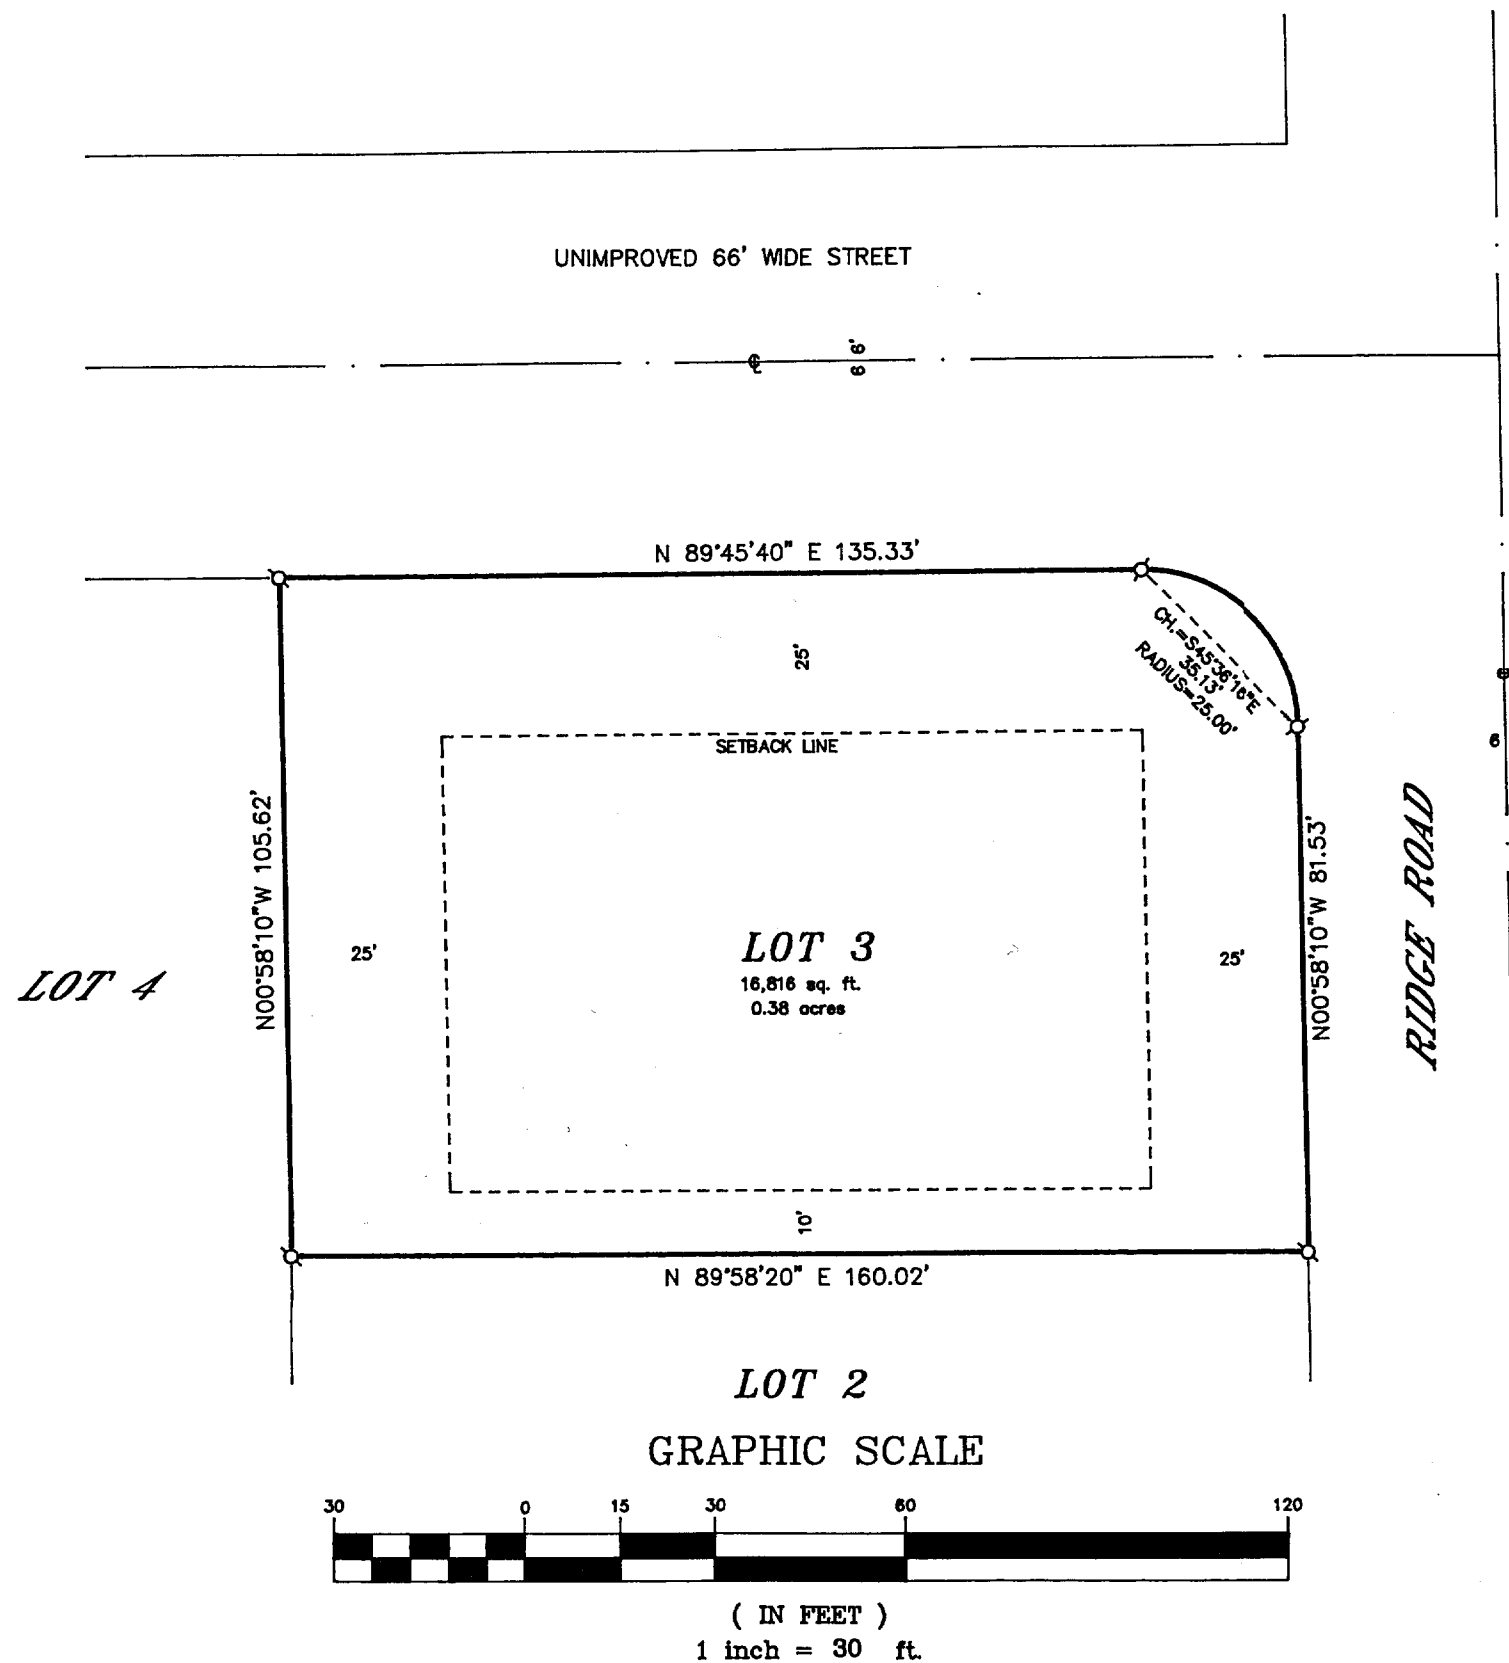 UNIMPROVED 66' WIDE STREET
℄
66'
N 89°45'40" E 135.33'
CH.=S45°36'16"E
35.13'
RADIUS=25.00'
25'
SETBACK LINE
N00°58'10"W 105.62'
N00°58'10"W 81.53'
RIDGE ROAD
6
LOT 4
25'
LOT 3
16,816 sq. ft.
0.38 acres
25'
10'
N 89°58'20" E 160.02'
LOT 2
GRAPHIC SCALE
30 0 15 30 60 120
( IN FEET )
1 inch = 30 ft.